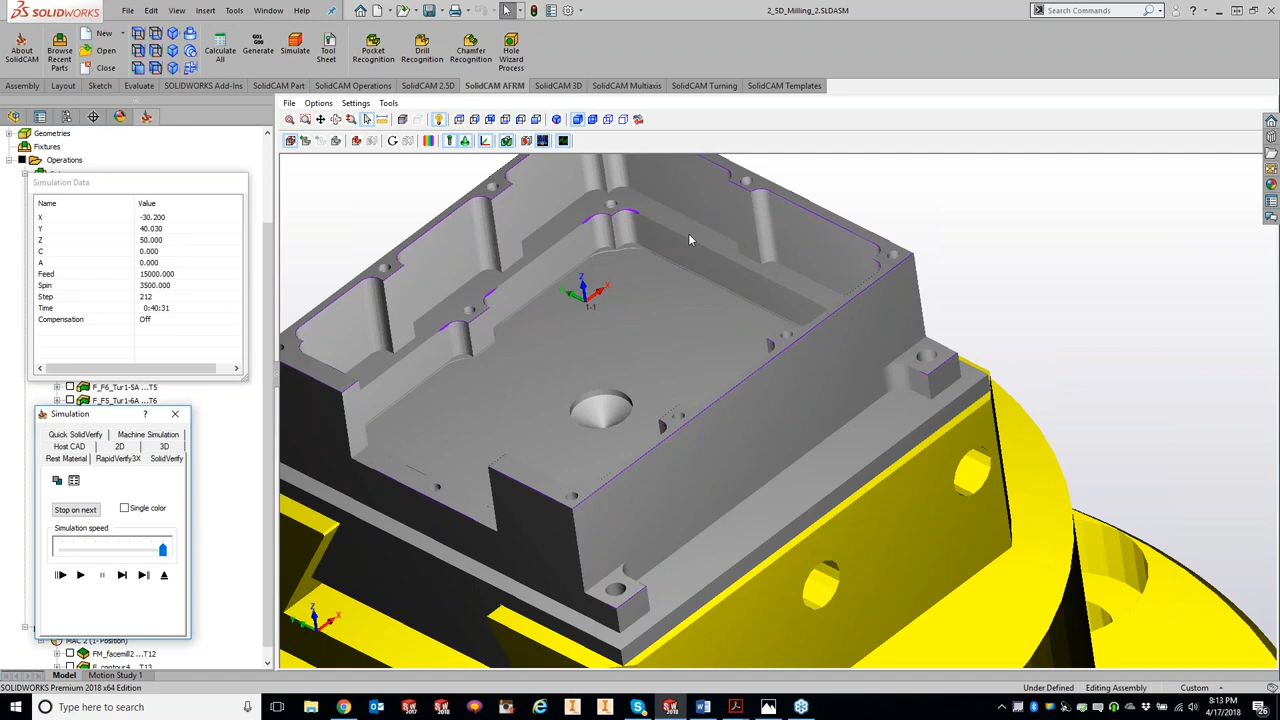 SOLIDWORKS
File Edit View Insert Tools Window Help
2_5D_Milling_2.SLDASM
Search Commands
About SolidCAM
Browse Recent Parts
New
Open
Close
Calculate All
Generate
Simulate
Tool Sheet
Pocket Recognition
Drill Recognition
Chamfer Recognition
Hole Wizard Process
G01
G00
Assembly Layout Sketch Evaluate SOLIDWORKS Add-Ins SolidCAM Part SolidCAM Operations SolidCAM 2.5D SolidCAM AFRM SolidCAM 3D SolidCAM Multiaxis SolidCAM Turning SolidCAM Templates
File Options Settings Tools
Geometries
Fixtures
Operations
Simulation Data
Name Value
X -30.200
Y 40.030
Z 50.000
C 0.000
A 0.000
Feed 15000.000
Spin 3500.000
Step 212
Time 0:40:31
Compensation Off
F_F6_Tur1-5A ...T5
F_F5_Tur1-5A ...T6
Simulation ?
Quick SolidVerify Machine Simulation
Host CAD 2D 3D
Rest Material RapidVerify3X SolidVerify
Stop on next
Single color
Simulation speed
MAC 2 (1- Position)
FM_facemill2 ...T12
F_contour4 ...T13
Z
X
1-1
Z
X
Model Motion Study 1
SOLIDWORKS Premium 2018 x64 Edition
Under Defined Editing Assembly Custom
Type here to search
8:13 PM
4/17/2018